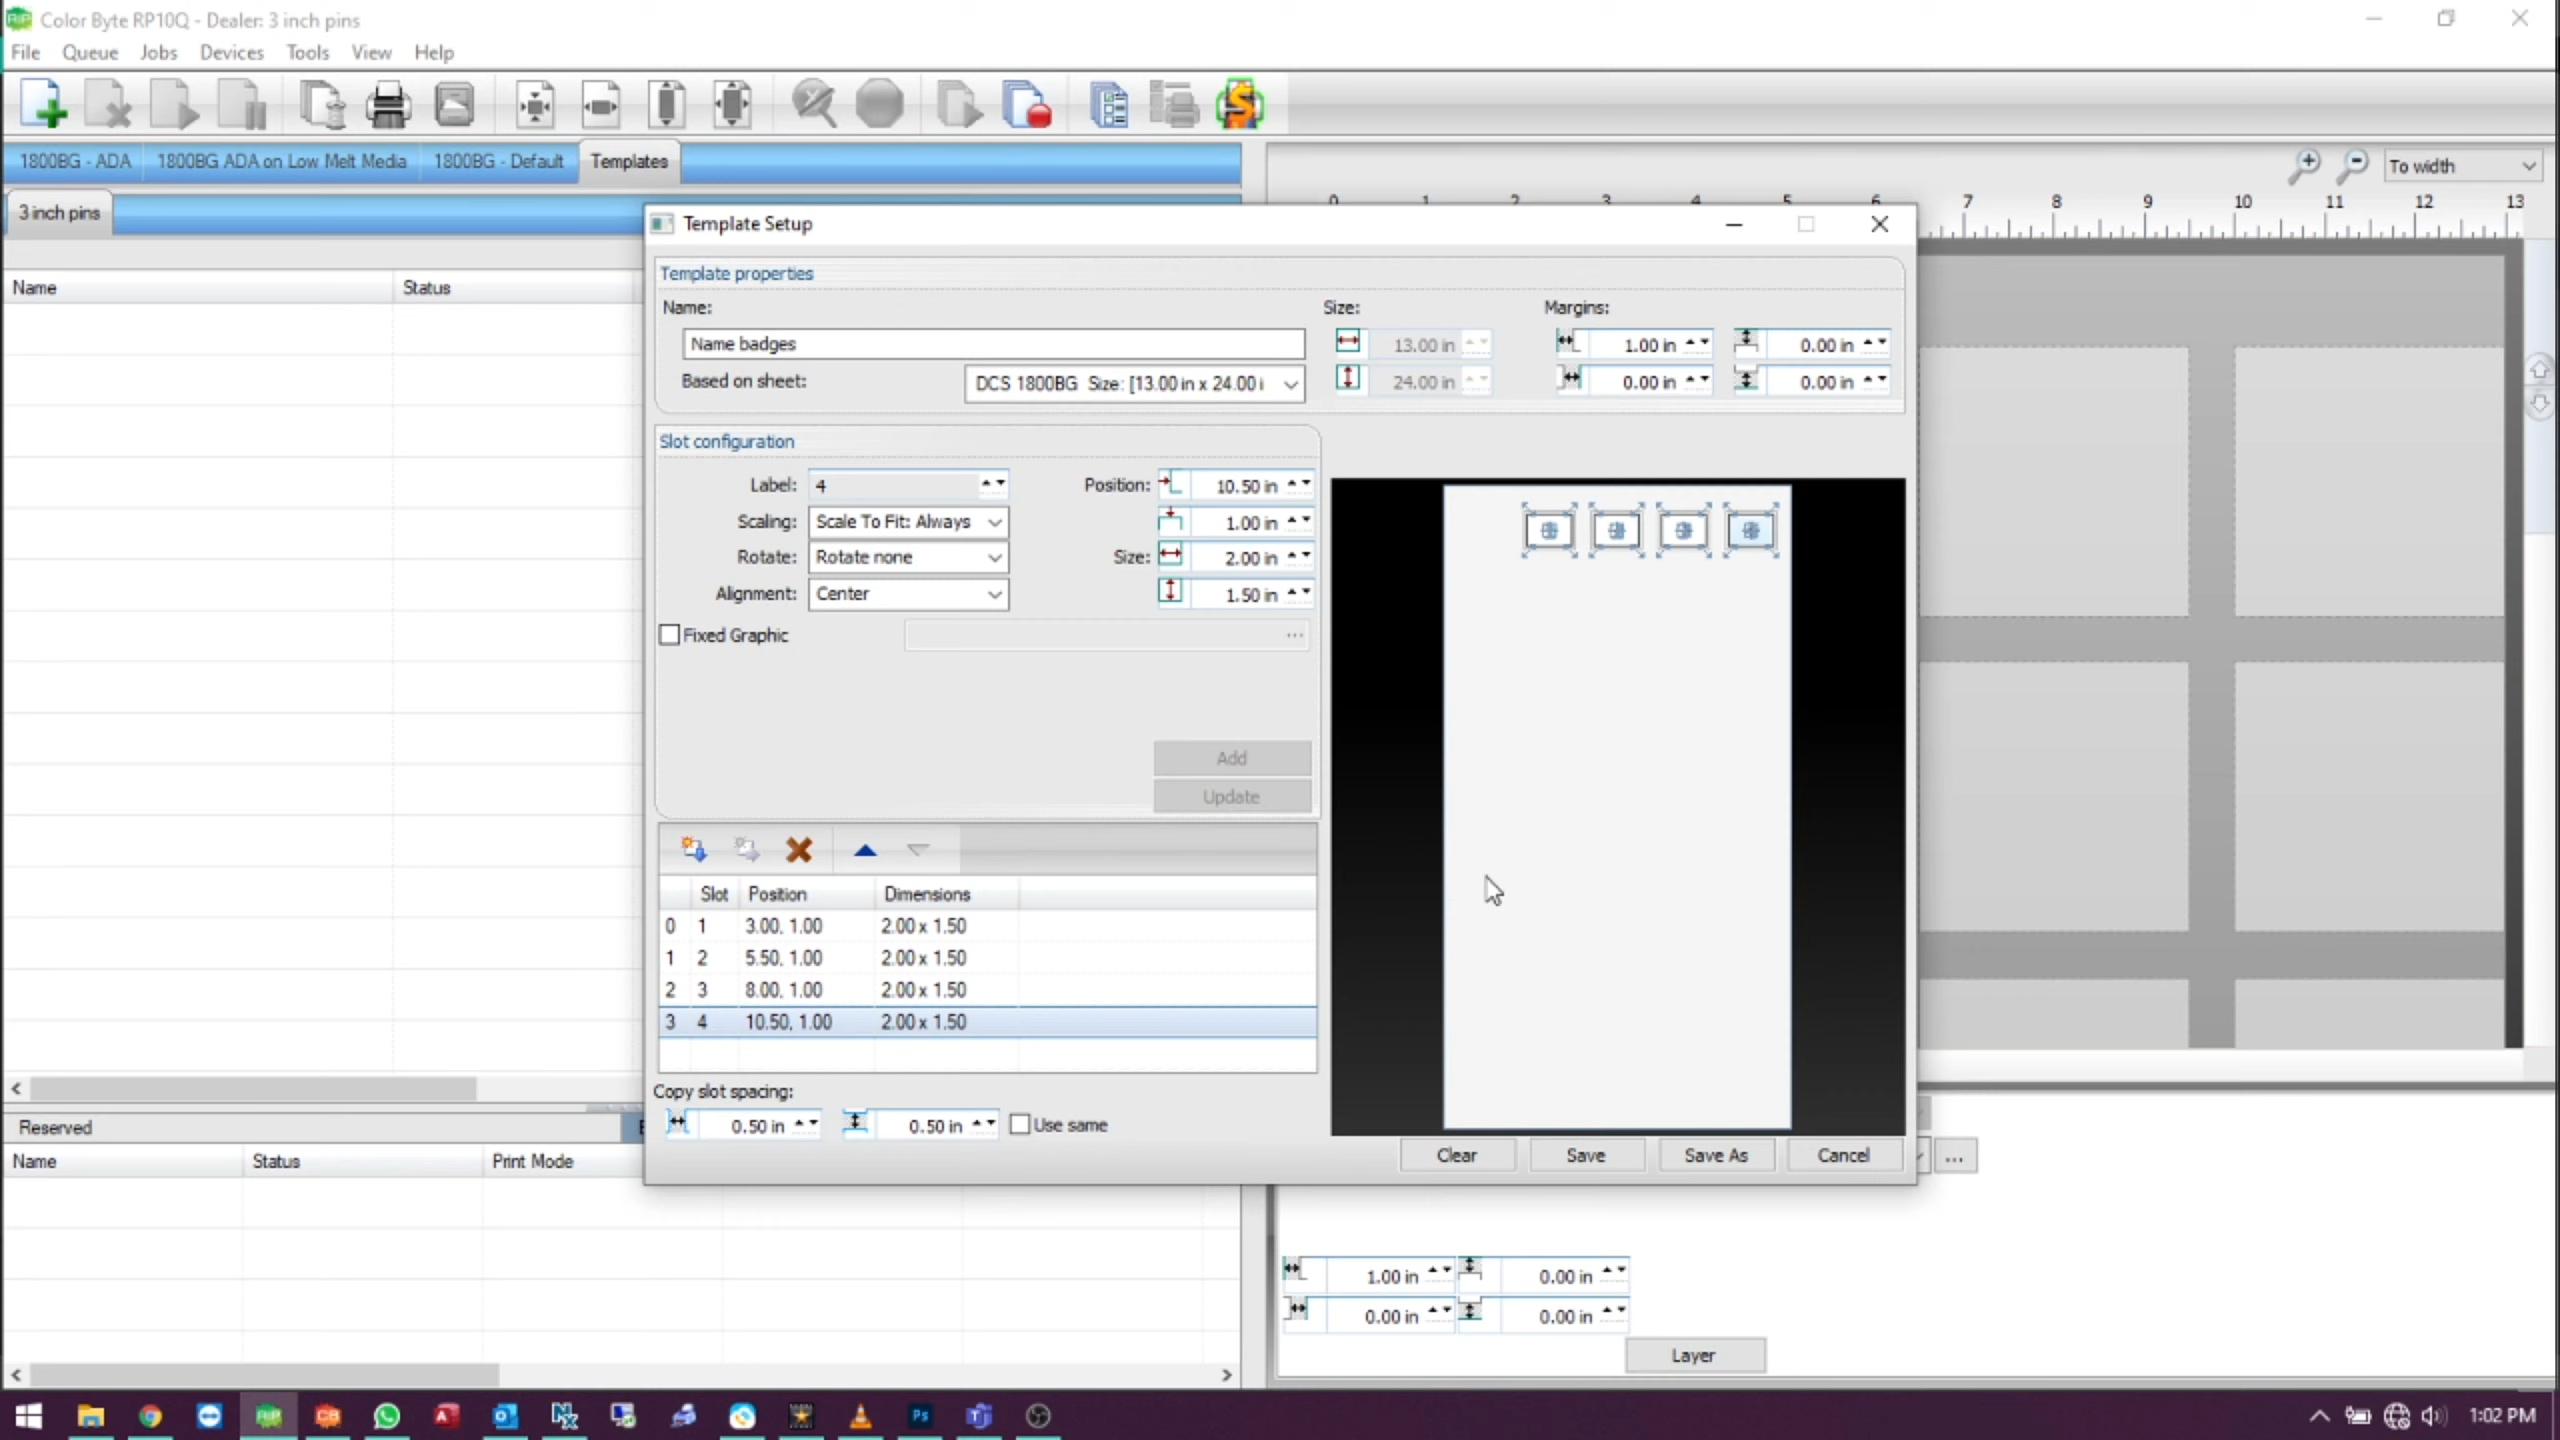 Color Byte RP10Q - Dealer: 3 inch pins
File Queue Jobs Devices Tools View Help
1800BG - ADA 1800BG ADA on Low Melt Media 1800BG - Default Templates
To width
3 inch pins
0 1 2 3 4 5 6 7 8 9 10 11 12 13
Template Setup
Template properties
Name Status
Name: Size: Margins:
Name badges 13.00 in 1.00 in 0.00 in
Based on sheet: DCS 1800BG Size: [13.00 in x 24.00 i 24.00 in 0.00 in 0.00 in
Slot configuration
Label: 4 Position: 10.50 in
Scaling: Scale To Fit: Always 1.00 in
Rotate: Rotate none Size: 2.00 in
Alignment: Center 1.50 in
Fixed Graphic ...
Add
Update
Slot Position Dimensions
0 1 3.00, 1.00 2.00 x 1.50
1 2 5.50, 1.00 2.00 x 1.50
2 3 8.00, 1.00 2.00 x 1.50
3 4 10.50, 1.00 2.00 x 1.50
Copy slot spacing:
0.50 in 0.50 in Use same
Clear Save Save As Cancel
...
Reserved
Name Status Print Mode
1.00 in 0.00 in
0.00 in 0.00 in
Layer
1:02 PM